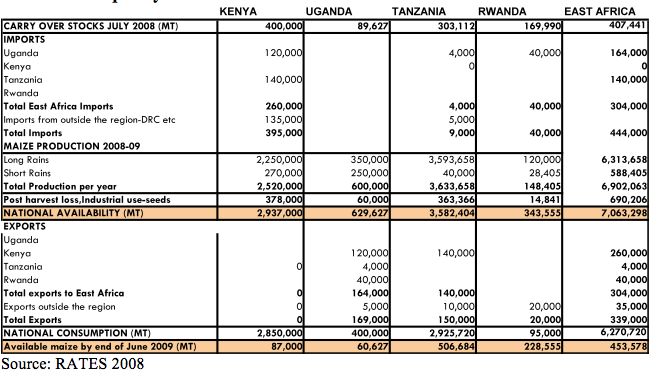 KENYA UGANDA TANZANIA RWANDA EAST AFRICA
CARRY OVER STOCKS JULY 2008 (MT) 400,000 89,627 303,112 169,990 407,441
IMPORTS
Uganda 120,000 4,000 40,000 164,000
Kenya 0 0
Tanzania 140,000 140,000
Rwanda
Total East Africa Imports 260,000 4,000 40,000 304,000
Imports from outside the region-DRC etc 135,000 5,000
Total Imports 395,000 9,000 40,000 444,000
MAIZE PRODUCTION 2008-09
Long Rains 2,250,000 350,000 3,593,658 120,000 6,313,658
Short Rains 270,000 250,000 40,000 28,405 588,405
Total Production per year 2,520,000 600,000 3,633,658 148,405 6,902,063
Post harvest loss,Industrial use-seeds 378,000 60,000 363,366 14,841 690,206
NATIONAL AVAILABILITY (MT) 2,937,000 629,627 3,582,404 343,555 7,063,298
EXPORTS
Uganda
Kenya 120,000 140,000 260,000
Tanzania 0 4,000 4,000
Rwanda 40,000 40,000
Total exports to East Africa 0 164,000 140,000 304,000
Exports outside the region 0 5,000 10,000 20,000 35,000
Total Exports 0 169,000 150,000 20,000 339,000
NATIONAL CONSUMPTION (MT) 2,850,000 400,000 2,925,720 95,000 6,270,720
Available maize by end of June 2009 (MT) 87,000 60,627 506,684 228,555 453,578
Source: RATES 2008